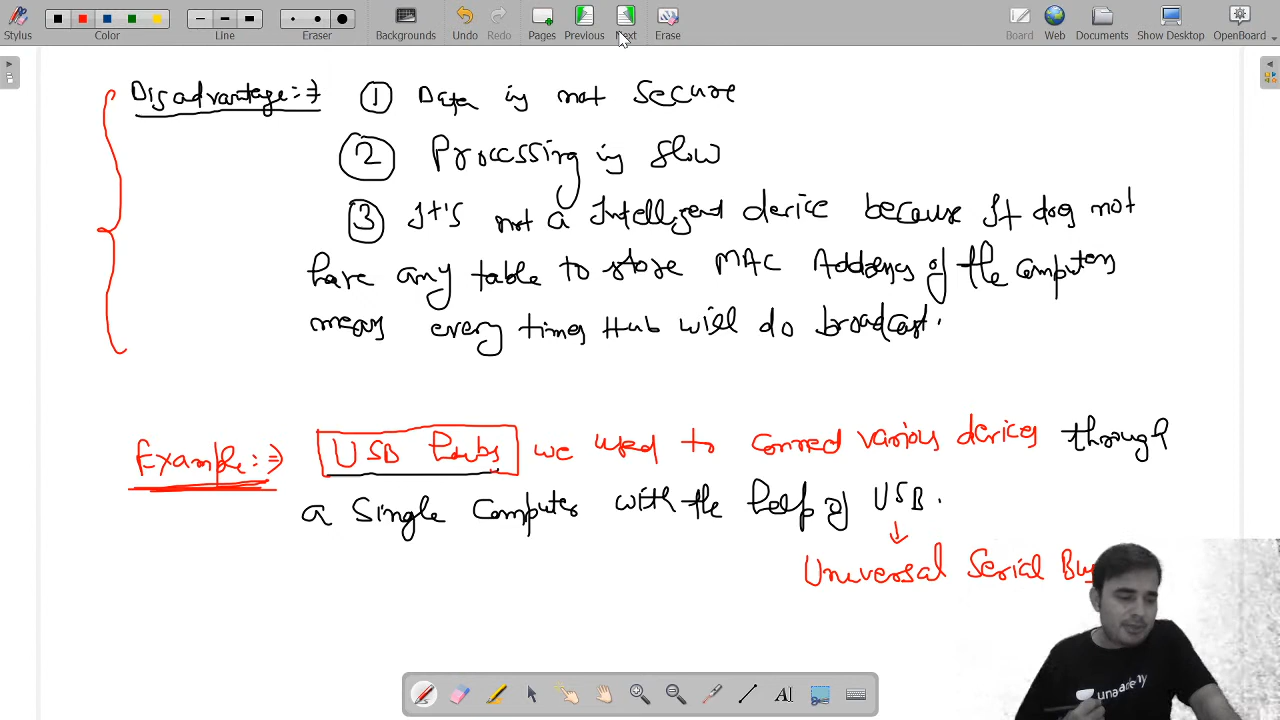 Stylus
Color
Line
Eraser
Backgrounds
Undo
Redo
Pages
Previous
Next
Erase
Board
Web
Documents
Show Desktop
OpenBoard
Disadvantage:⇒ ① Data is not secure
② Processing is slow
③ It's not a Intelligent device because It does not
have any table to store MAC Address of the computers
means every times Hub will do broadcast.
Example:⇒ USB hubs we used to connect various devices through
a single computer with the help of USB.
↓
Universal Serial Bus
unacademy
AI